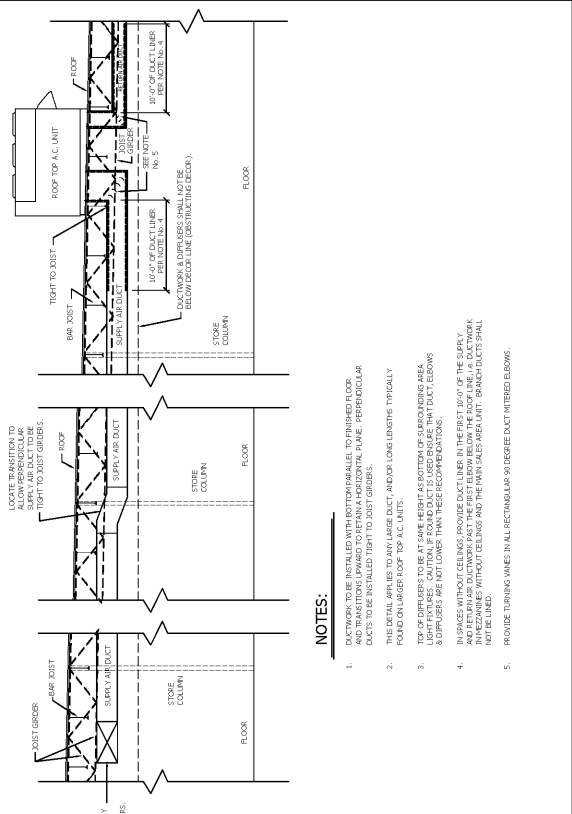 Y
RS.
JOIST GIRDER
BAR JOIST
SUPPLY AIR DUCT
STORE
COLUMN
FLOOR
LOCATE TRANSITION TO
ALLOW PERPENDICULAR
SUPPLY AIR DUCT TO BE
TIGHT TO JOIST GIRDERS.
ROOF
SUPPLY AIR DUCT
STORE
COLUMN
FLOOR
BAR JOIST
TIGHT TO JOIST
ROOF TOP A.C. UNIT
ROOF
SUPPLY AIR DUCT
RETURN AIR DUCT
JOIST
GIRDER
SEE NOTE
No. 5
10'-0" OF DUCT LINER
PER NOTE No. 4
10'-0" OF DUCT LINER
PER NOTE No. 4
DUCTWORK & DIFFUSERS SHALL NOT BE
BELOW DECOR LINE (OBSTRUCTING DECOR).
STORE
COLUMN
FLOOR
NOTES:
1. DUCTWORK TO BE INSTALLED WITH BOTTOM PARALLEL TO FINISHED FLOOR
AND TRANSITIONS UPWARD TO RETAIN A HORIZONTAL PLANE. PERPENDICULAR
DUCTS TO BE INSTALLED TIGHT TO JOIST GIRDERS.
2. THIS DETAIL APPLIES TO ANY LARGE DUCT, AND/OR LONG LENGTHS TYPICALLY
FOUND ON LARGER ROOF TOP A.C. UNITS.
3. TOP OF DIFFUSERS TO BE AT SAME HEIGHT AS BOTTOM OF SURROUNDING AREA
LIGHT FIXTURES. CAUTION, IF ROUND DUCT IS USED ENSURE THAT DUCT, ELBOWS
& DIFFUSERS ARE NOT LOWER THAN THESE RECOMMENDATIONS.
4. IN SPACES WITHOUT CEILINGS, PROVIDE DUCT LINER IN THE FIRST 10'-0" OF THE SUPPLY
AND RETURN AIR DUCTWORK PAST THE FIRST ELBOW BELOW THE ROOF LINE, i.e. DUCTWORK
IN MEZZANINES WITHOUT CEILINGS AND THE MAIN SALES AREA UNIT. BRANCH DUCTS SHALL
NOT BE LINED.
5. PROVIDE TURNING VANES IN ALL RECTANGULAR 90 DEGREE DUCT MITERED ELBOWS.